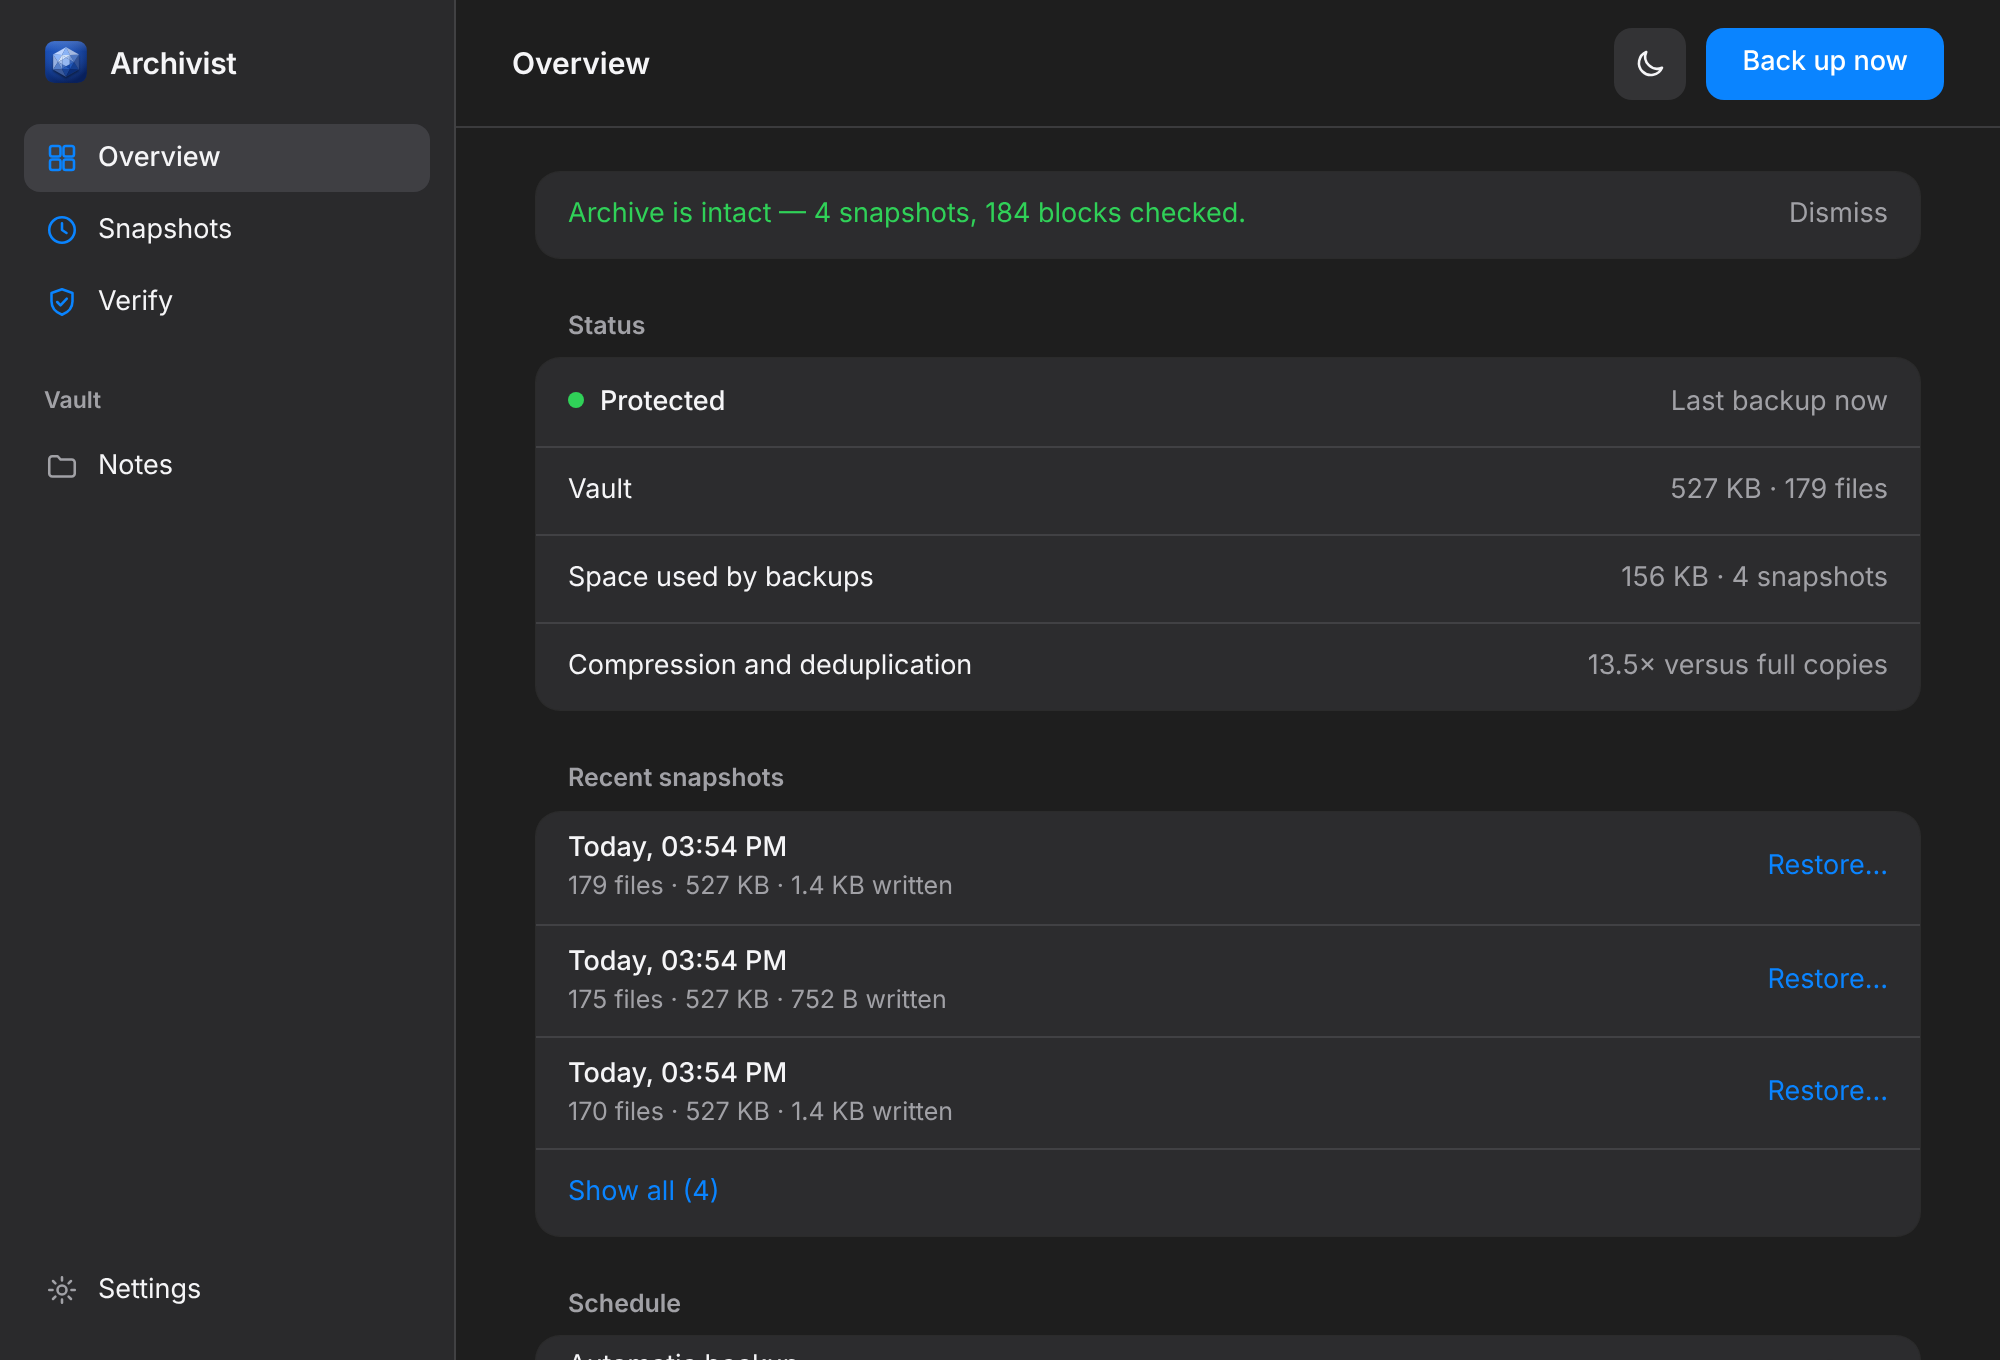 Archivist
Overview
Snapshots
Verify
Vault
Notes
Settings
Overview
Back up now
Archive is intact — 4 snapshots, 184 blocks checked.
Dismiss
Status
Protected
Last backup now
Vault
527 KB · 179 files
Space used by backups
156 KB · 4 snapshots
Compression and deduplication
13.5× versus full copies
Recent snapshots
Today, 03:54 PM
179 files · 527 KB · 1.4 KB written
Restore...
Today, 03:54 PM
175 files · 527 KB · 752 B written
Restore...
Today, 03:54 PM
170 files · 527 KB · 1.4 KB written
Restore...
Show all (4)
Schedule
Automatic backup